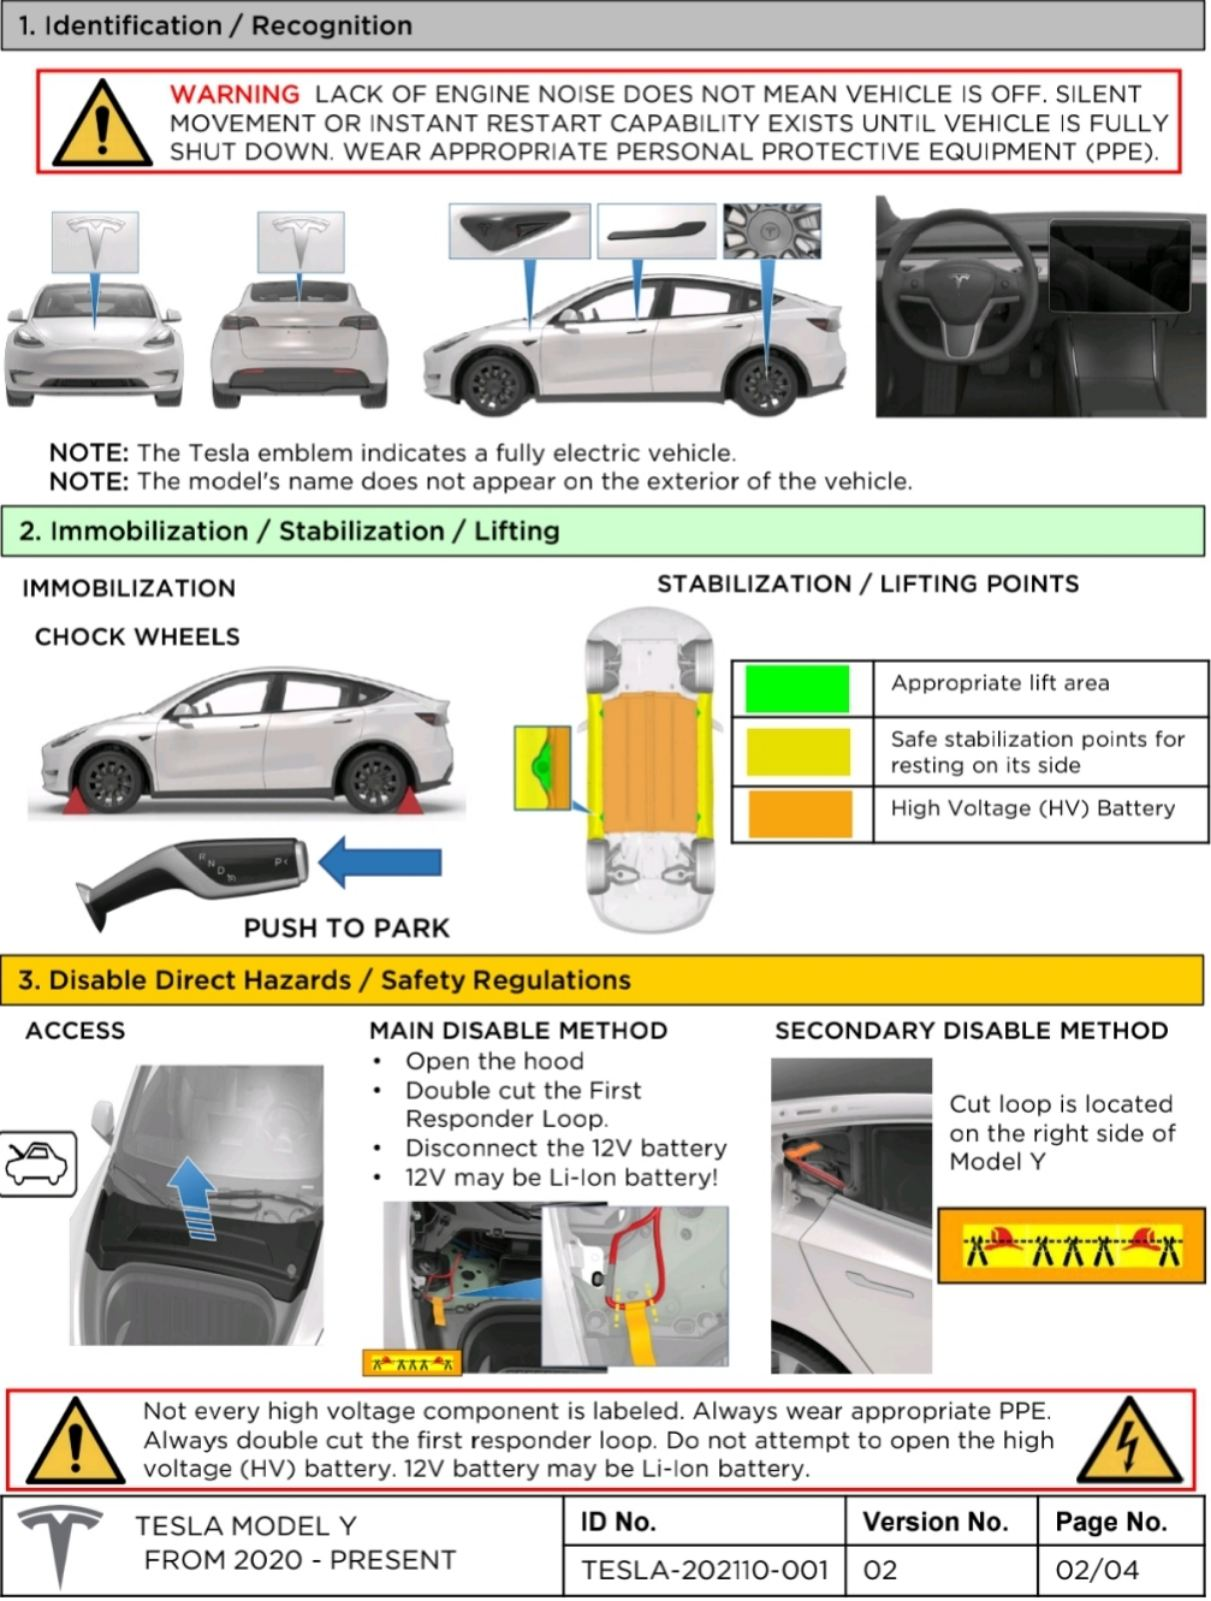 1. Identification / Recognition
WARNING LACK OF ENGINE NOISE DOES NOT MEAN VEHICLE IS OFF. SILENT
MOVEMENT OR INSTANT RESTART CAPABILITY EXISTS UNTIL VEHICLE IS FULLY
SHUT DOWN. WEAR APPROPRIATE PERSONAL PROTECTIVE EQUIPMENT (PPE).
NOTE: The Tesla emblem indicates a fully electric vehicle.
NOTE: The model's name does not appear on the exterior of the vehicle.
2. Immobilization / Stabilization / Lifting
IMMOBILIZATION
CHOCK WHEELS
R
N
D
P<
PUSH TO PARK
STABILIZATION / LIFTING POINTS
Appropriate lift area
Safe stabilization points for
resting on its side
High Voltage (HV) Battery
3. Disable Direct Hazards / Safety Regulations
ACCESS
MAIN DISABLE METHOD
• Open the hood
• Double cut the First
Responder Loop.
• Disconnect the 12V battery
• 12V may be Li-Ion battery!
SECONDARY DISABLE METHOD
Cut loop is located
on the right side of
Model Y
Not every high voltage component is labeled. Always wear appropriate PPE.
Always double cut the first responder loop. Do not attempt to open the high
voltage (HV) battery. 12V battery may be Li-Ion battery.
TESLA MODEL Y
FROM 2020 - PRESENT
ID No.
TESLA-202110-001
Version No.
02
Page No.
02/04